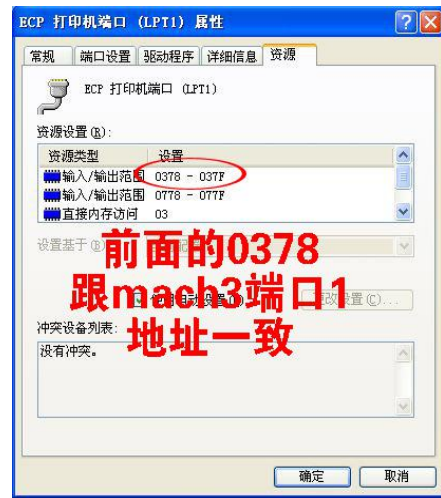 ECP 打印机端口 (LPT1) 属性
常规 端口设置 驱动程序 详细信息 资源
ECP 打印机端口 (LPT1)
资源设置(R):
资源类型 设置
输入/输出范围 0378 - 037F
输入/输出范围 0778 - 077F
直接内存访问 03
设置基于(B):
前面的0378
跟mach3端口1
地址一致
冲突设备列表:
没有冲突。
确定 取消